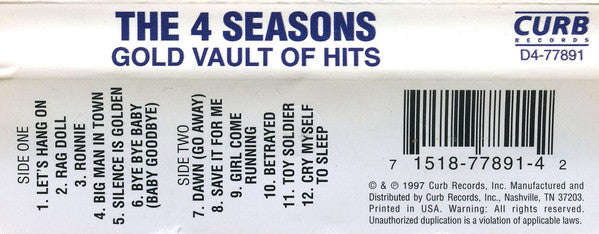 THE 4 SEASONS
GOLD VAULT OF HITS
CURB
RECORDS
D4-77891
SIDE ONE
1. LET'S HANG ON
2. RAG DOLL
3. RONNIE
4. BIG MAN IN TOWN
5. SILENCE IS GOLDEN
6. BYE BYE BABY
(BABY GOODBYE)
SIDE TWO
7. DAWN (GO AWAY)
8. SAVE IT FOR ME
9. GIRL COME
RUNNING
10. BETRAYED
11. TOY SOLDIER
12. CRY MYSELF
TO SLEEP
7 1518-77891-4 2
© & ℗ 1997 Curb Records, Inc. Manufactured and
Distributed by Curb Records, Inc., Nashville, TN 37203.
Printed in USA. Warning: All rights reserved.
Unauthorized duplication is a violation of applicable laws.